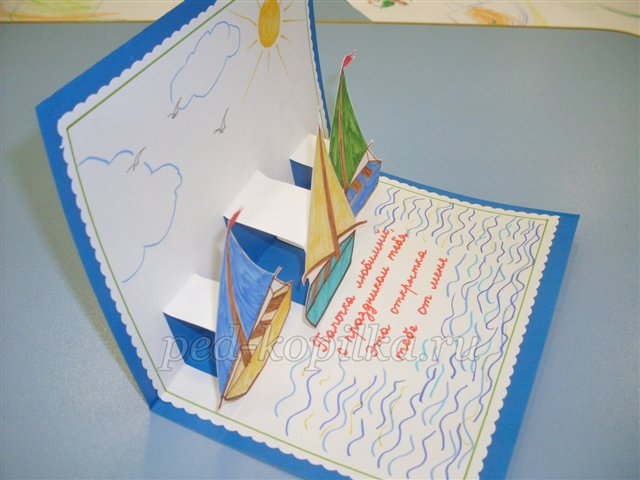 Папочка любимый,
с праздником тебя,
Эта открытка
тебе от меня
ped-kopilka.ru